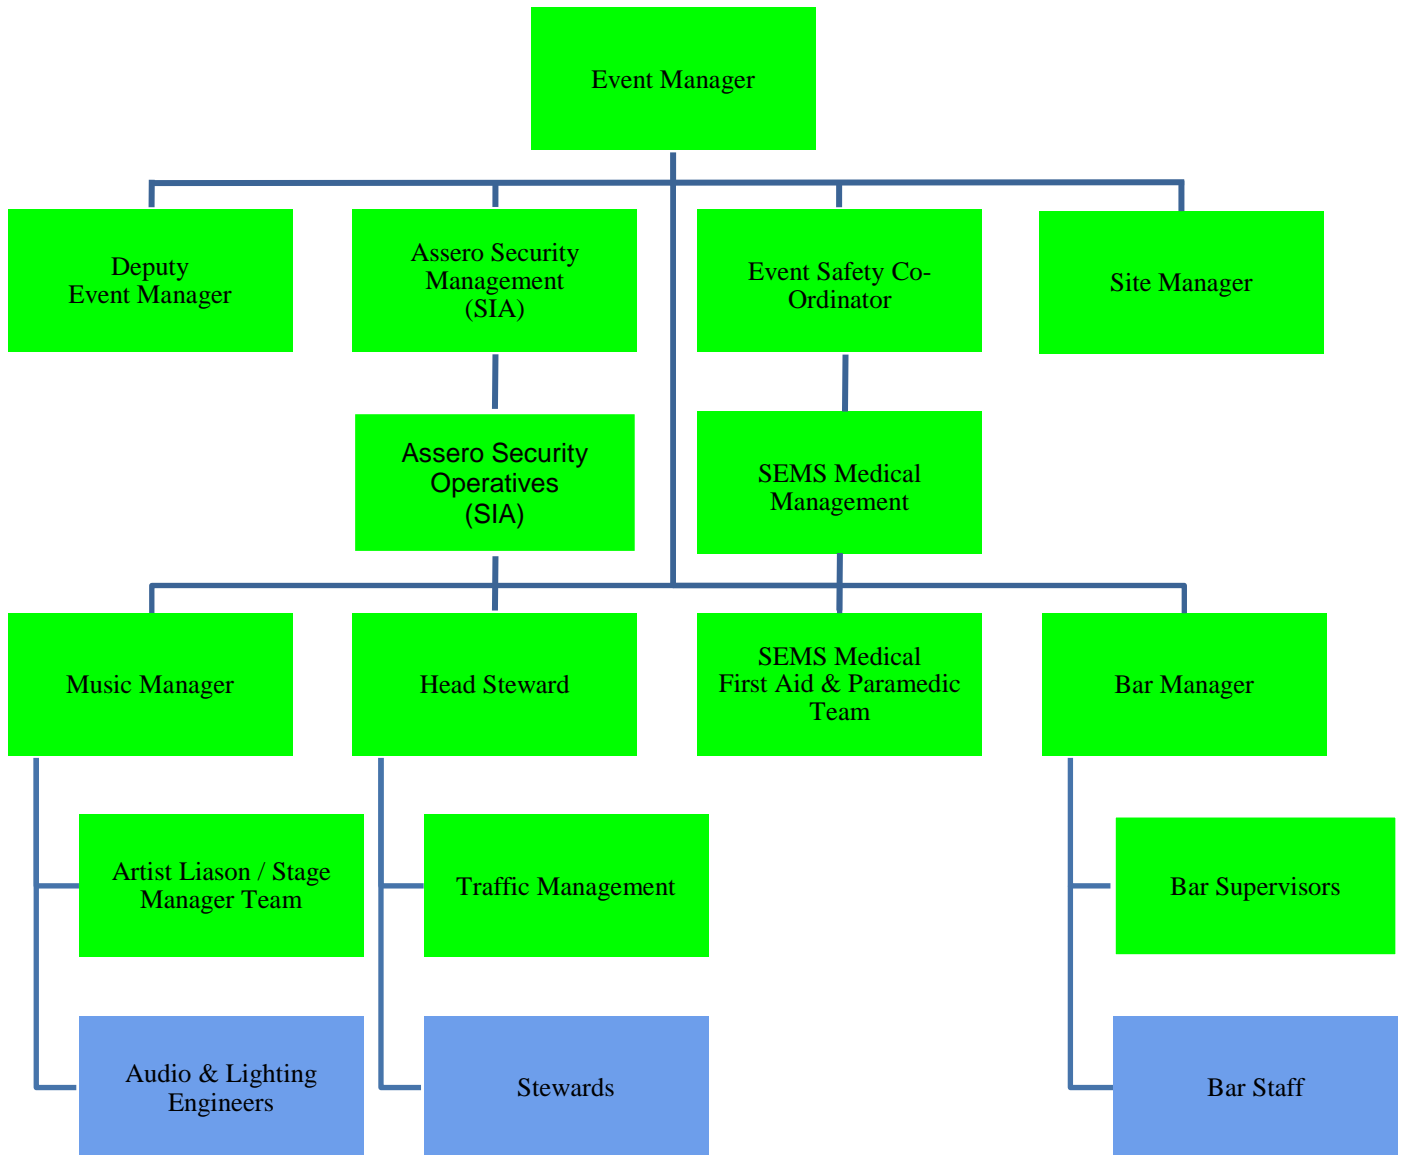 Event Manager
Deputy
Event Manager
Assero Security
Management
(SIA)
Event Safety Co-
Ordinator
Site Manager
Assero Security
Operatives
(SIA)
SEMS Medical
Management
Music Manager
Head Steward
SEMS Medical
First Aid & Paramedic
Team
Bar Manager
Artist Liason / Stage
Manager Team
Traffic Management
Bar Supervisors
Audio & Lighting
Engineers
Stewards
Bar Staff